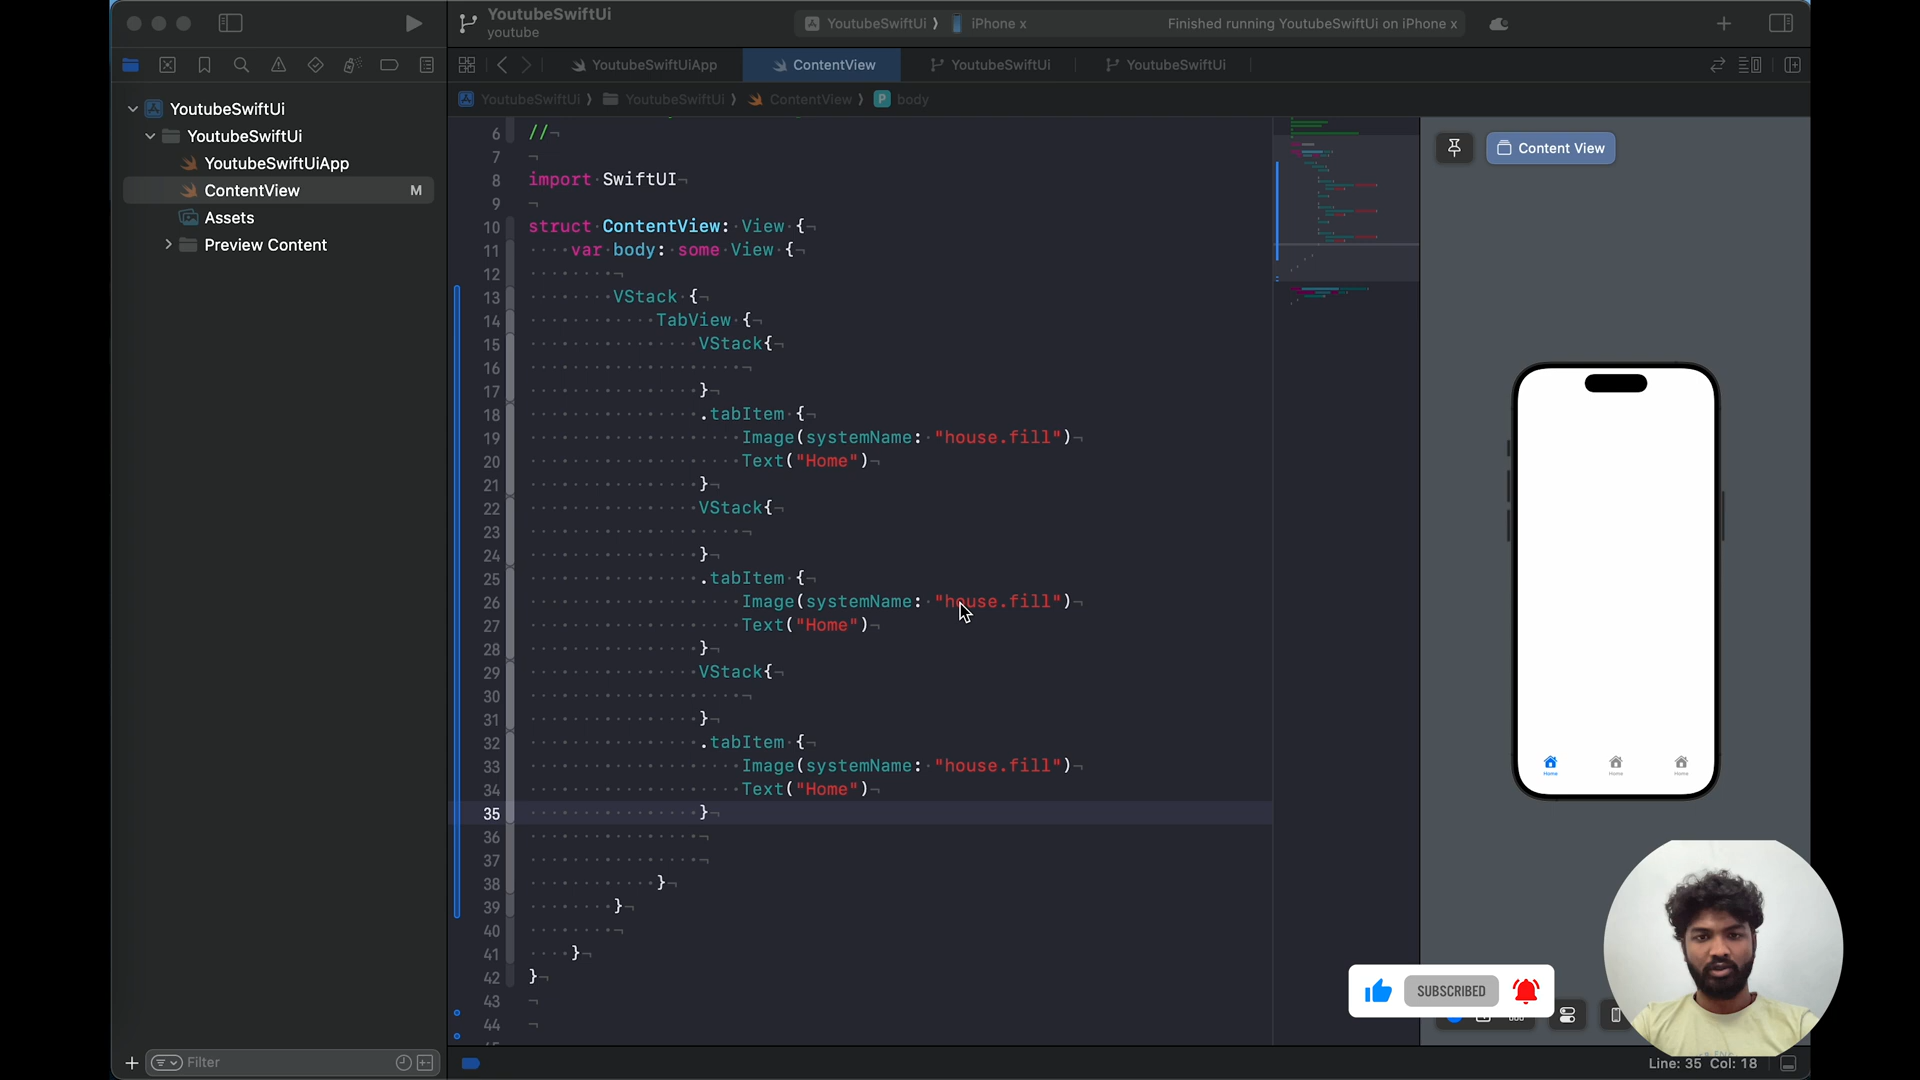 YoutubeSwiftUi
youtube
YoutubeSwiftUi ⟩ iPhone x
Finished running YoutubeSwiftUi on iPhone x
YoutubeSwiftUiApp
ContentView
YoutubeSwiftUi
YoutubeSwiftUi
YoutubeSwiftUi ⟩ YoutubeSwiftUi ⟩ ContentView ⟩ P body
YoutubeSwiftUi
YoutubeSwiftUi
YoutubeSwiftUiApp
ContentView M
Assets
Preview Content
6 //
7
8 import SwiftUI
9
10 struct ContentView: View {
11 var body: some View {
12
13 VStack {
14 TabView {
15 VStack{
16
17 }
18 .tabItem {
19 Image(systemName: "house.fill")
20 Text("Home")
21 }
22 VStack{
23
24 }
25 .tabItem {
26 Image(systemName: "house.fill")
27 Text("Home")
28 }
29 VStack{
30
31 }
32 .tabItem {
33 Image(systemName: "house.fill")
34 Text("Home")
35 }
36
37
38 }
39 }
40
41 }
42 }
43
44
Content View
Home Home Home
SUBSCRIBED
Filter
Line: 35 Col: 18